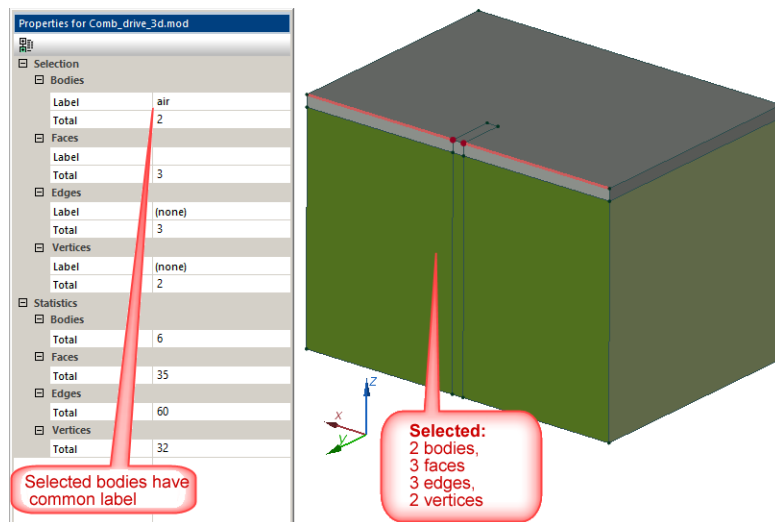 Properties for Comb_drive_3d.mod
Selection
Bodies
Label air
Total 2
Faces
Label
Total 3
Edges
Label (none)
Total 3
Vertices
Label (none)
Total 2
Statistics
Bodies
Total 6
Faces
Total 35
Edges
Total 60
Vertices
Total 32
Selected bodies have
common label
Z
X
Y
Selected:
2 bodies,
3 faces
3 edges,
2 vertices